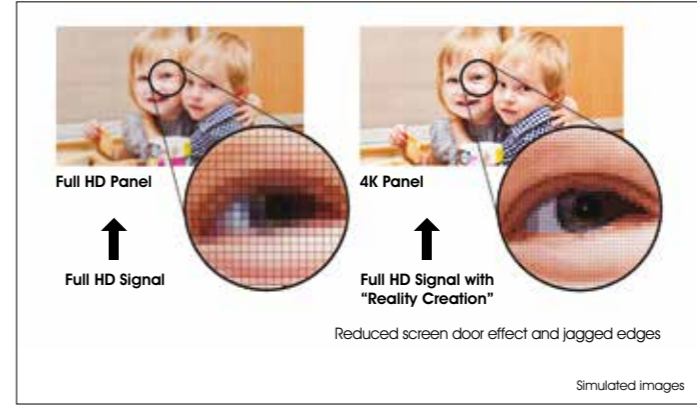 Full HD Panel
Full HD Signal
4K Panel
Full HD Signal with
“Reality Creation”
Reduced screen door effect and jagged edges
Simulated images